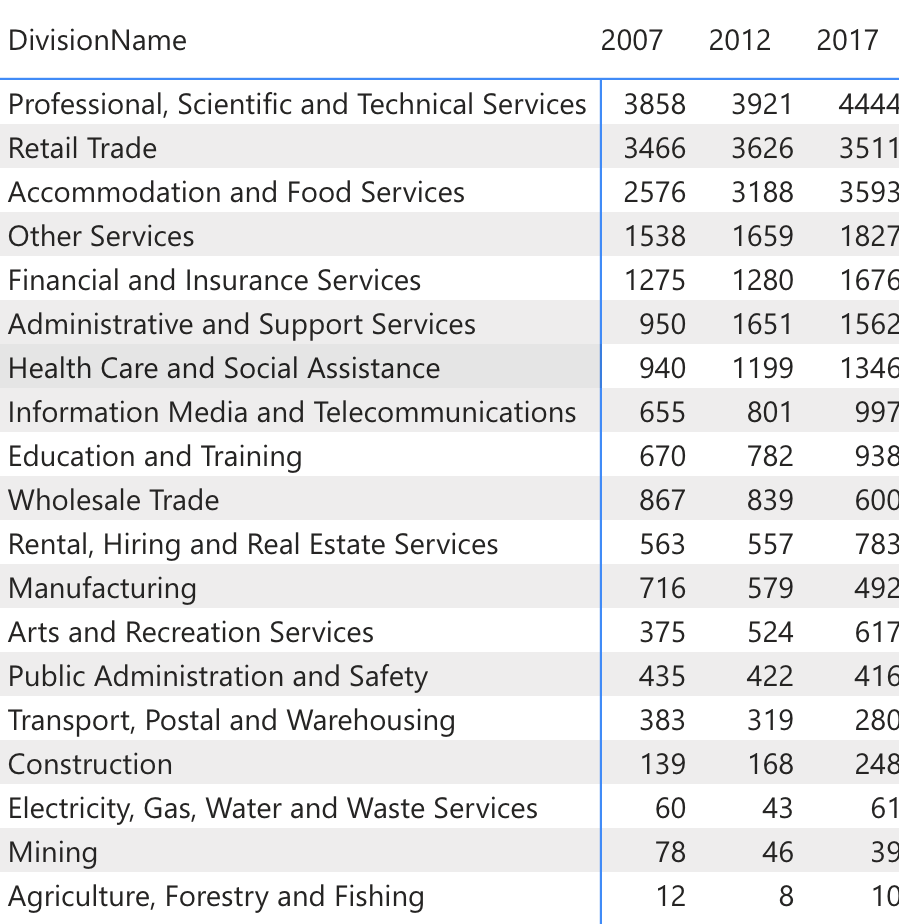 DivisionName 2007 2012 2017
Professional, Scientific and Technical Services 3858 3921 4444
Retail Trade 3466 3626 3511
Accommodation and Food Services 2576 3188 3593
Other Services 1538 1659 1827
Financial and Insurance Services 1275 1280 1676
Administrative and Support Services 950 1651 1562
Health Care and Social Assistance 940 1199 1346
Information Media and Telecommunications 655 801 997
Education and Training 670 782 938
Wholesale Trade 867 839 600
Rental, Hiring and Real Estate Services 563 557 783
Manufacturing 716 579 492
Arts and Recreation Services 375 524 617
Public Administration and Safety 435 422 416
Transport, Postal and Warehousing 383 319 280
Construction 139 168 248
Electricity, Gas, Water and Waste Services 60 43 61
Mining 78 46 39
Agriculture, Forestry and Fishing 12 8 10